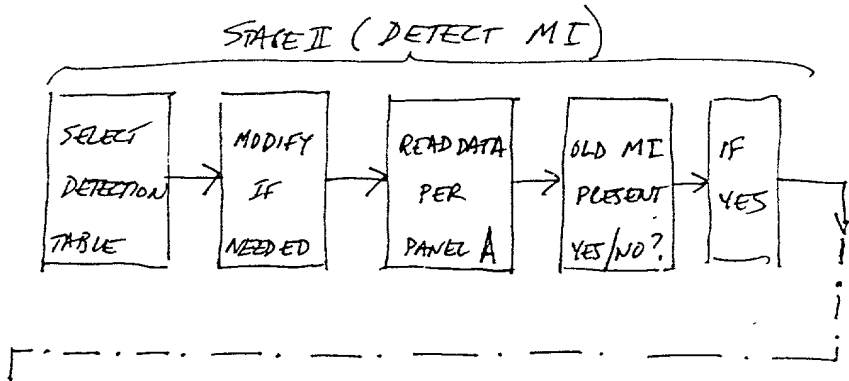 STAGE II (DETECT MI)
SELECT
DETECTION
TABLE
MODIFY
IF
NEEDED
READ DATA
PER
PANEL A
OLD MI
PRESENT
YES/NO?
IF
YES